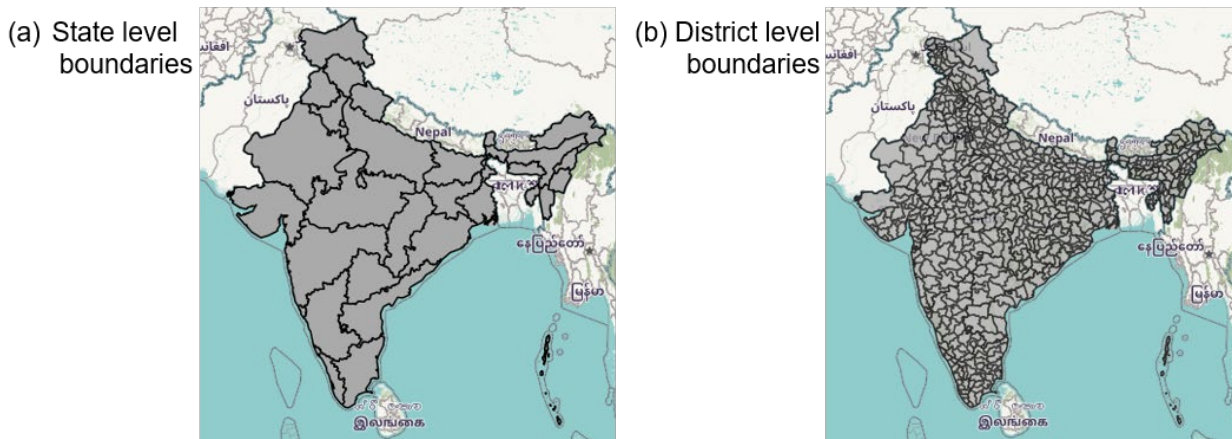 (a) State level
boundaries
(b) District level
boundaries
افغانست
پاکستان
Nepal
နေပြည်တော်
မြန်မာ
இலங்கை
پاکستان
Nepal
နေပြည်တော်
မြန်မာ
இலங்கை